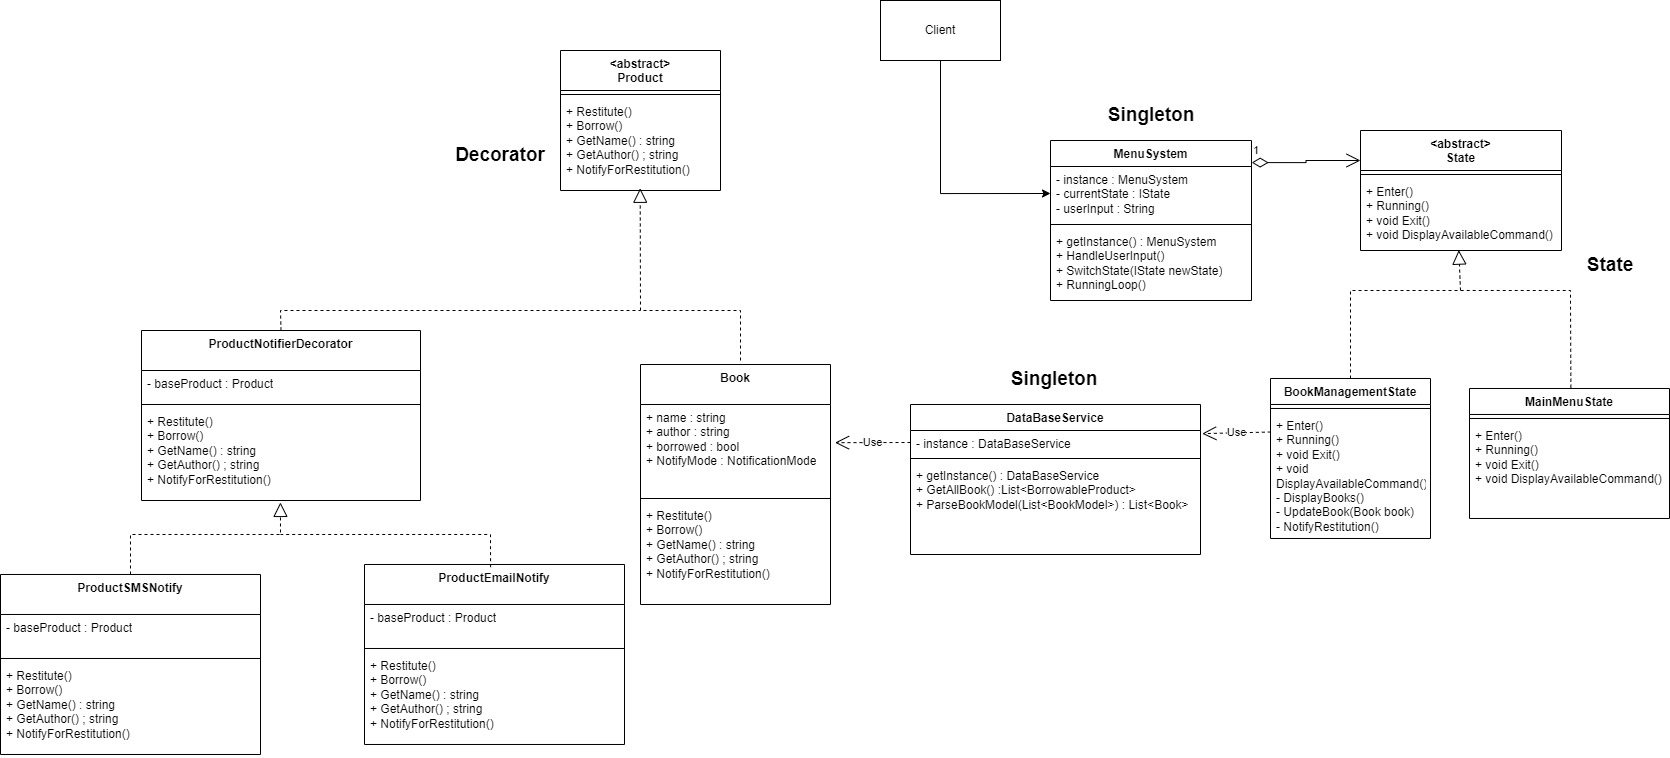 Client
<abstract>
Product
+ Restitute()
+ Borrow()
+ GetName() : string
+ GetAuthor() ; string
+ NotifyForRestitution()
Decorator
Singleton
MenuSystem
- instance : MenuSystem
- currentState : IState
- userInput : String
+ getInstance() : MenuSystem
+ HandleUserInput()
+ SwitchState(IState newState)
+ RunningLoop()
1
<abstract>
State
+ Enter()
+ Running()
+ void Exit()
+ void DisplayAvailableCommand()
State
ProductNotifierDecorator
- baseProduct : Product
+ Restitute()
+ Borrow()
+ GetName() : string
+ GetAuthor() ; string
+ NotifyForRestitution()
Book
+ name : string
+ author : string
+ borrowed : bool
+ NotifyMode : NotificationMode
+ Restitute()
+ Borrow()
+ GetName() : string
+ GetAuthor() ; string
+ NotifyForRestitution()
Use
Singleton
DataBaseService
- instance : DataBaseService
+ getInstance() : DataBaseService
+ GetAllBook() :List<BorrowableProduct>
+ ParseBookModel(List<BookModel>) : List<Book>
Use
BookManagementState
+ Enter()
+ Running()
+ void Exit()
+ void
DisplayAvailableCommand()
- DisplayBooks()
- UpdateBook(Book book)
- NotifyRestitution()
MainMenuState
+ Enter()
+ Running()
+ void Exit()
+ void DisplayAvailableCommand()
ProductSMSNotify
- baseProduct : Product
+ Restitute()
+ Borrow()
+ GetName() : string
+ GetAuthor() ; string
+ NotifyForRestitution()
ProductEmailNotify
- baseProduct : Product
+ Restitute()
+ Borrow()
+ GetName() : string
+ GetAuthor() ; string
+ NotifyForRestitution()